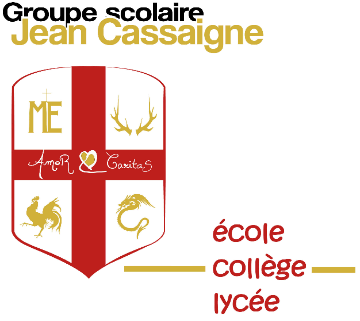 Groupe scolaire
Jean Cassaigne
ME
Amor & Caritas
école
collège
lycée